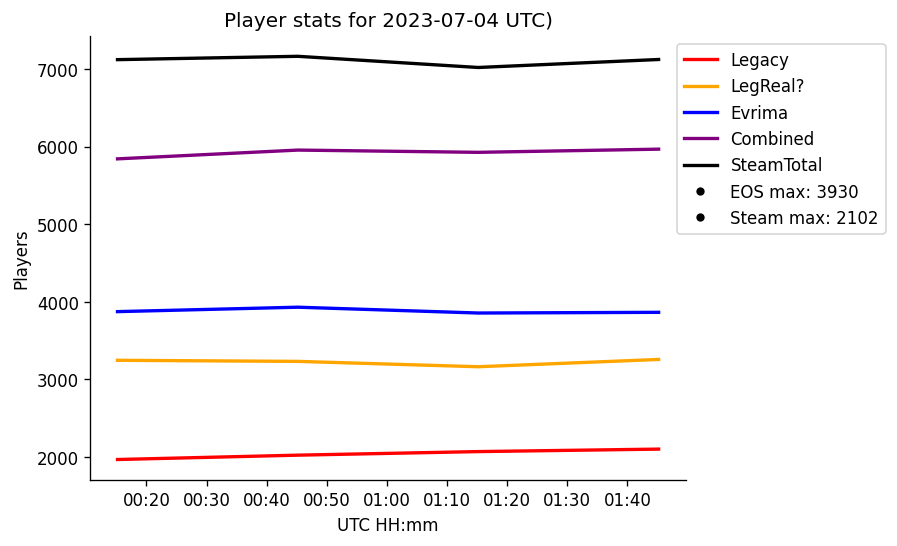 Player stats for 2023-07-04 UTC)
7000
6000
5000
4000
3000
2000
Players
00:20 00:30 00:40 00:50 01:00 01:10 01:20 01:30 01:40
UTC HH:mm
Legacy
LegReal?
Evrima
Combined
SteamTotal
EOS max: 3930
Steam max: 2102